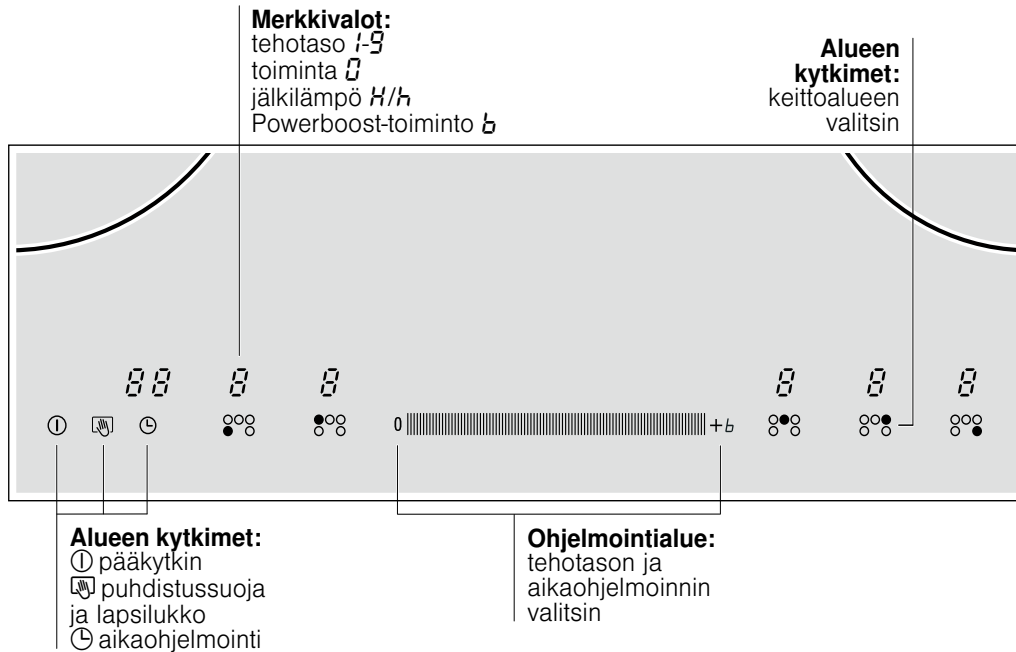 Merkkivalot:
tehotaso 1-9
toiminta 0
jälkilämpö H/h
Powerboost-toiminto b
Alueen
kytkimet:
keittoalueen
valitsin
88 8 8 8 8 8
0 +b
Alueen kytkimet:
pääkytkin
puhdistussuoja
ja lapsilukko
aikaohjelmointi
Ohjelmointialue:
tehotason ja
aikaohjelmoinnin
valitsin